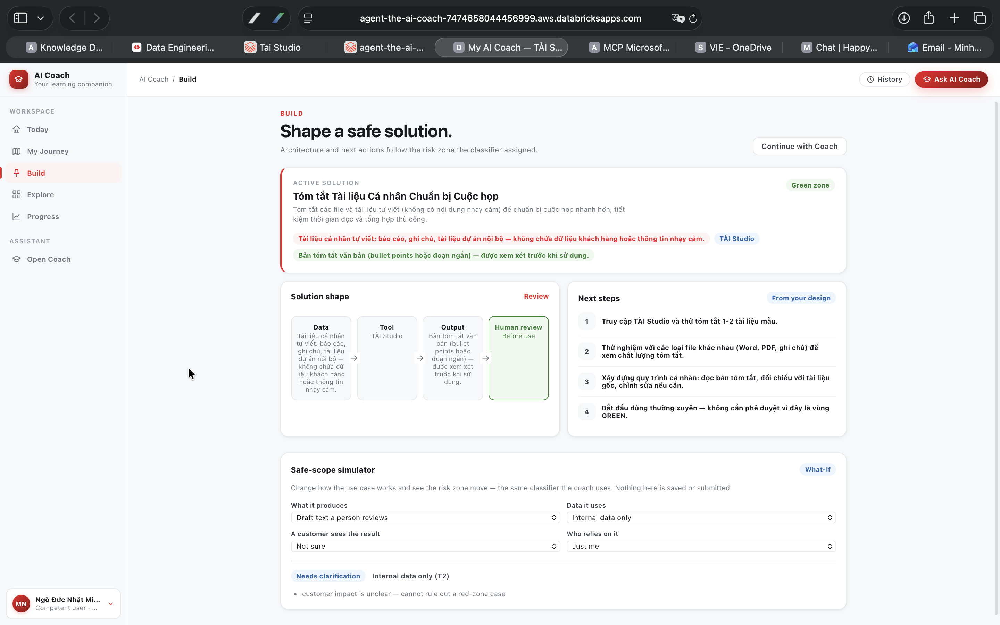 agent-the-ai-coach-7474658044456999.aws.databricksapps.com
A Knowledge D...
Data Engineeri...
Tai Studio
agent-the-ai-...
D My AI Coach — TÀI S...
A MCP Microsof...
S VIE - OneDrive
M Chat | Happy...
Email - Minh...
AI Coach
Your learning companion
AI Coach / Build
History
Ask AI Coach
WORKSPACE
Today
My Journey
Build
Explore
Progress
ASSISTANT
Open Coach
BUILD
Shape a safe solution.
Architecture and next actions follow the risk zone the classifier assigned.
Continue with Coach
ACTIVE SOLUTION
Green zone
Tóm tắt Tài liệu Cá nhân Chuẩn bị Cuộc họp
Tóm tắt các file và tài liệu tự viết (không có nội dung nhạy cảm) để chuẩn bị cuộc họp nhanh hơn, tiết
kiệm thời gian đọc và tổng hợp thủ công.
Tài liệu cá nhân tự viết: báo cáo, ghi chú, tài liệu dự án nội bộ — không chứa dữ liệu khách hàng hoặc thông tin nhạy cảm.
TÀI Studio
Bản tóm tắt văn bản (bullet points hoặc đoạn ngắn) — được xem xét trước khi sử dụng.
Solution shape
Review
Data
Tài liệu cá nhân
tự viết: báo cáo,
ghi chú, tài liệu
dự án nội bộ —
không chứa dữ
liệu khách hàng
hoặc thông tin
nhạy cảm.
Tool
TÀI Studio
Output
Bản tóm tắt văn
bản (bullet
points hoặc
đoạn ngắn) —
được xem xét
trước khi sử
dụng.
Human review
Before use
Next steps
From your design
1 Truy cập TÀI Studio và thử tóm tắt 1-2 tài liệu mẫu.
2 Thử nghiệm với các loại file khác nhau (Word, PDF, ghi chú) để
xem chất lượng tóm tắt.
3 Xây dựng quy trình cá nhân: đọc bản tóm tắt, đối chiếu với tài liệu
gốc, chỉnh sửa nếu cần.
4 Bắt đầu dùng thường xuyên — không cần phê duyệt vì đây là vùng
GREEN.
Safe-scope simulator
What-if
Change how the use case works and see the risk zone move — the same classifier the coach uses. Nothing here is saved or submitted.
What it produces
Draft text a person reviews
Data it uses
Internal data only
A customer sees the result
Not sure
Who relies on it
Just me
Needs clarification
Internal data only (T2)
• customer impact is unclear — cannot rule out a red-zone case
MN
Ngô Đức Nhật Mi...
Competent user · ...